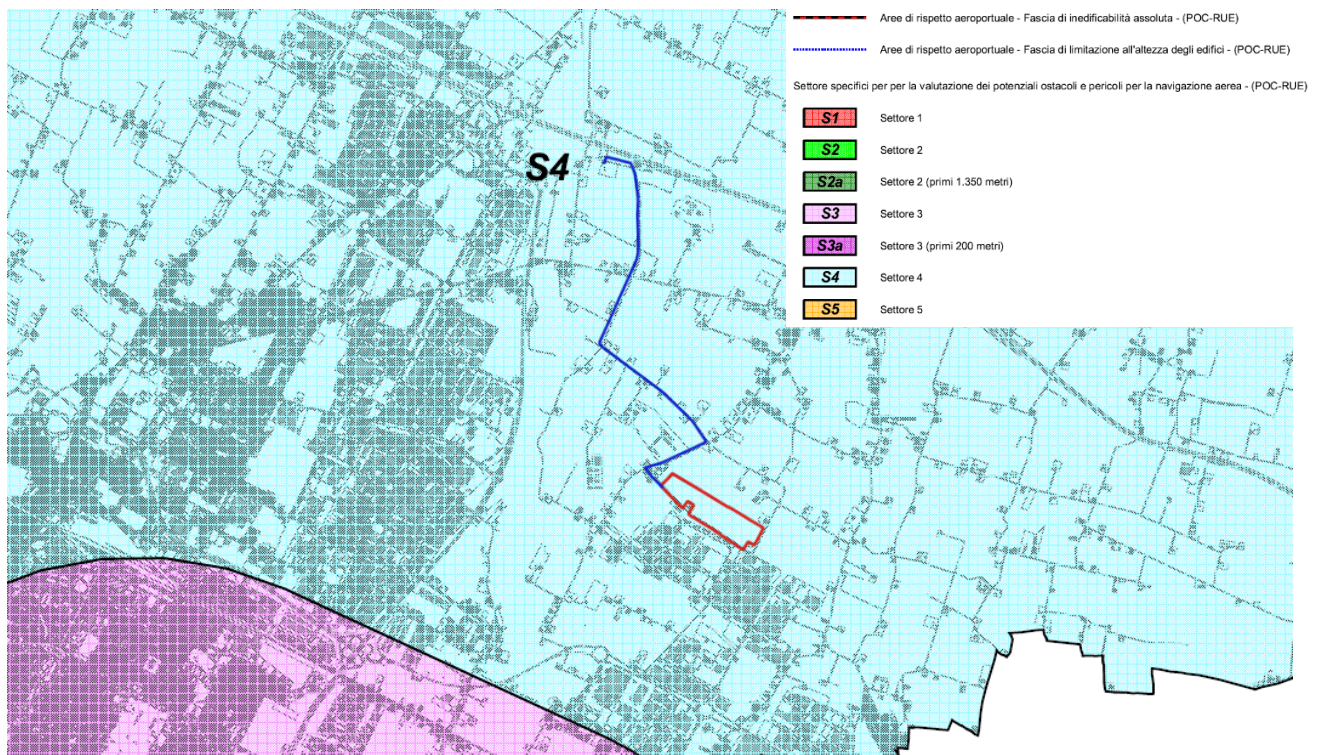 Aree di rispetto aeroportuale - Fascia di inedificabilità assoluta - (POC-RUE)
Aree di rispetto aeroportuale - Fascia di limitazione all'altezza degli edifici - (POC-RUE)
Settore specifici per per la valutazione dei potenziali ostacoli e pericoli per la navigazione aerea - (POC-RUE)
S1 Settore 1
S2 Settore 2
S2a Settore 2 (primi 1.350 metri)
S3 Settore 3
S3a Settore 3 (primi 200 metri)
S4 Settore 4
S5 Settore 5
S4